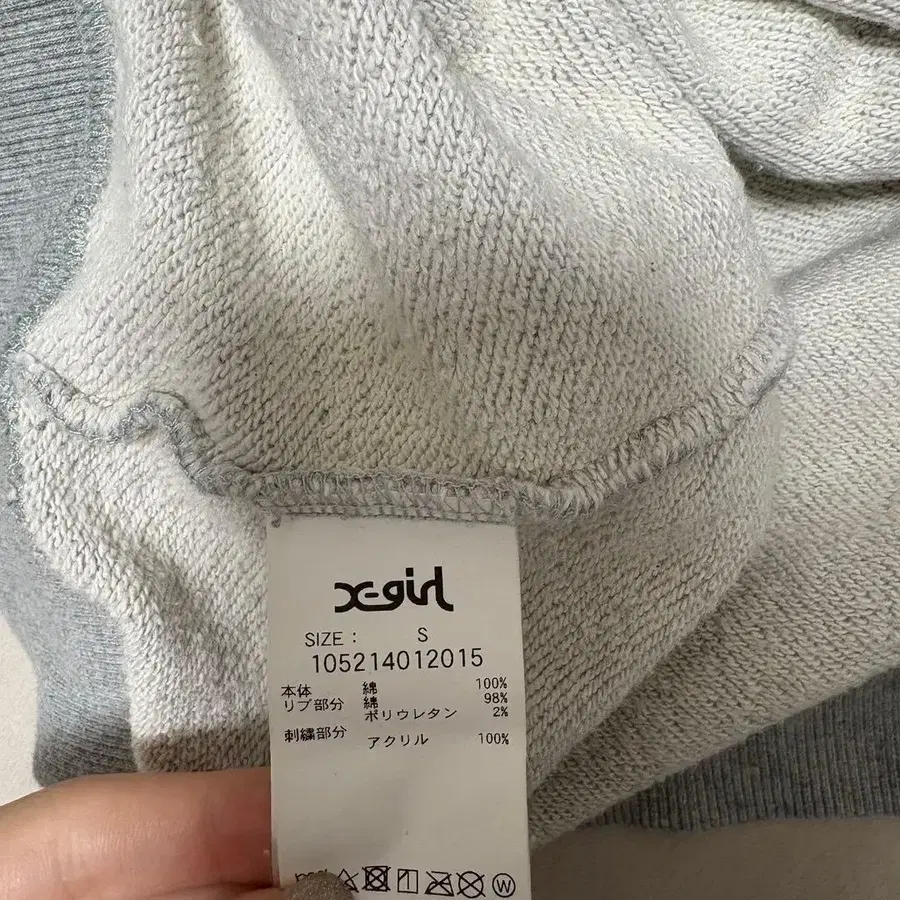 X-girl
SIZE : S
105214012015
本体 綿 100%
リブ部分 綿 98%
ポリウレタン 2%
刺繍部分
アクリル 100%
W